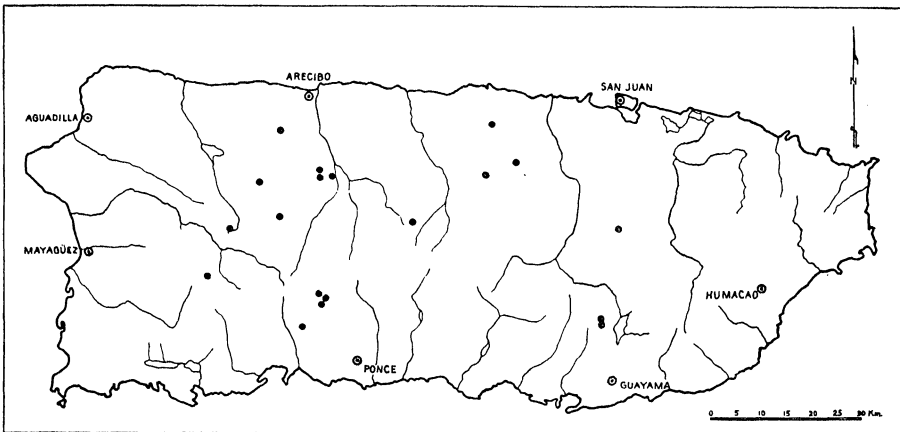 ARECIBO
SAN JUAN
N
AGUADILLA
MAYAGÜEZ
HUMACAO
PONCE
GUAYAMA
0 5 10 15 20 25 30 Km.